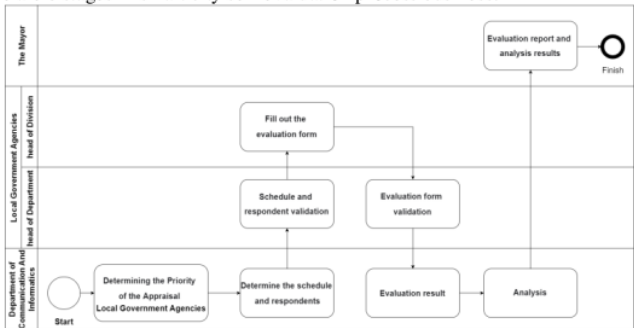 The Mayor
Evaluation report and
analysis results
Finish
Local Government Agencies
head of Division
Fill out the
evaluation form
head of Department
Schedule and
respondent validation
Evaluation form
validation
Department of
Communication And
Informatics
Start
Determining the Priority
of the Appraisal
Local Government Agencies
Determine the schedule
and respondents
Evaluation result
Analysis